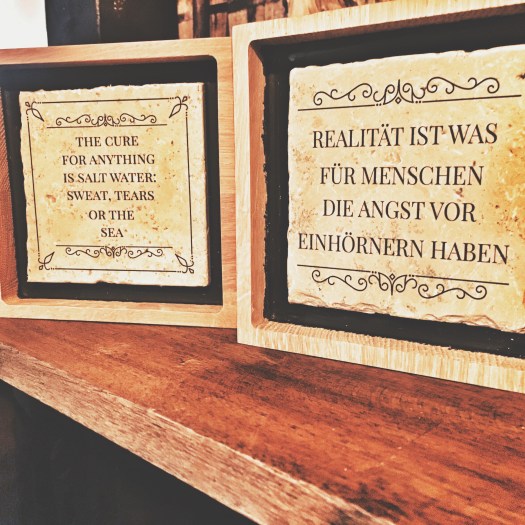 THE CURE
FOR ANYTHING
IS SALT WATER:
SWEAT, TEARS
OR THE
SEA
REALITÄT IST WAS
FÜR MENSCHEN
DIE ANGST VOR
EINHÖRNERN HABEN